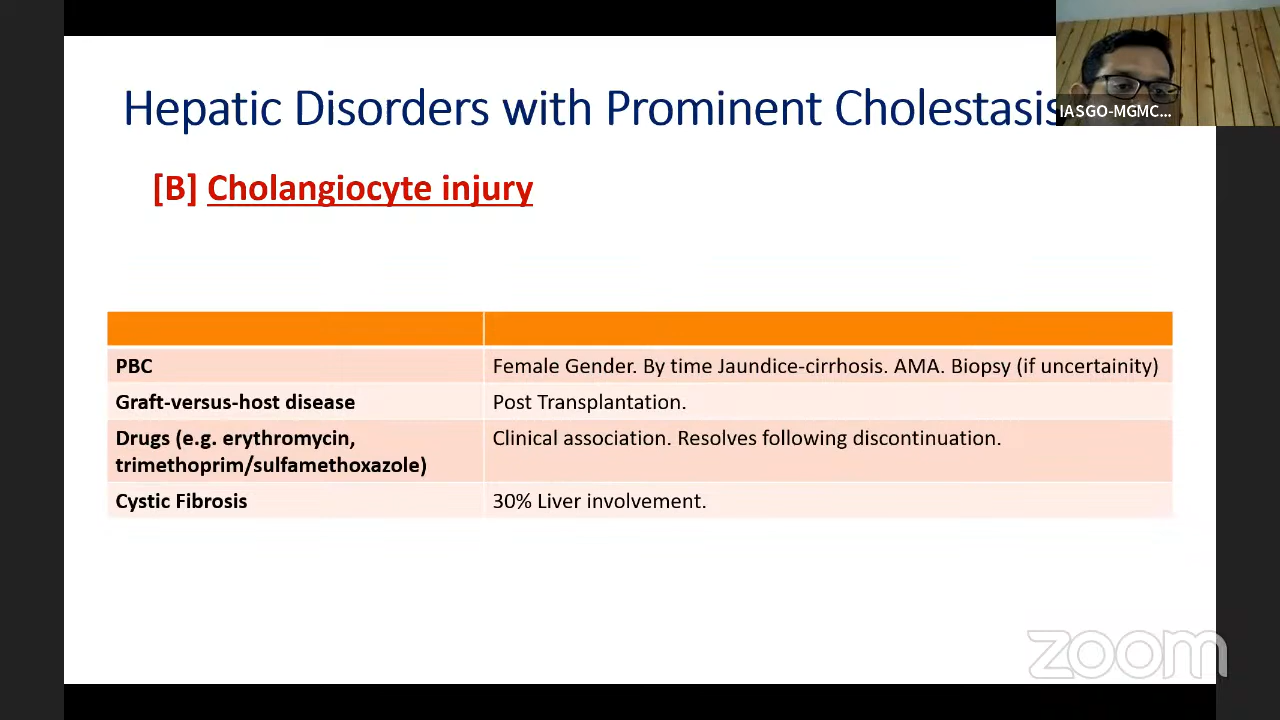 Hepatic Disorders with Prominent Cholestasis
IASGO-MGMC...
[B] Cholangiocyte injury
PBC
Female Gender. By time Jaundice-cirrhosis. AMA. Biopsy (if uncertainity)
Graft-versus-host disease
Post Transplantation.
Drugs (e.g. erythromycin,
trimethoprim/sulfamethoxazole)
Clinical association. Resolves following discontinuation.
Cystic Fibrosis
30% Liver involvement.
zoom